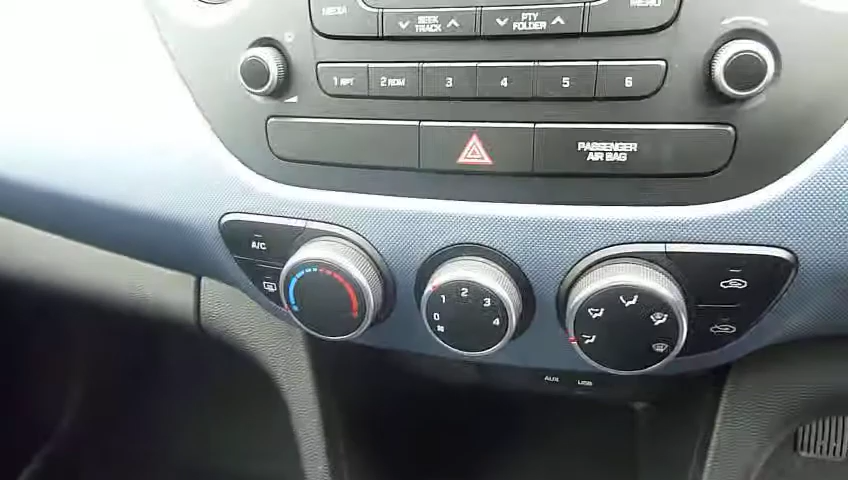 MEDIA
MENU
SEEK
TRACK
PTY
FOLDER
1 RPT
2 RDM
3
4
5
6
PASSENGER
AIR BAG
A/C
0
1
2
3
4
AUX
USB